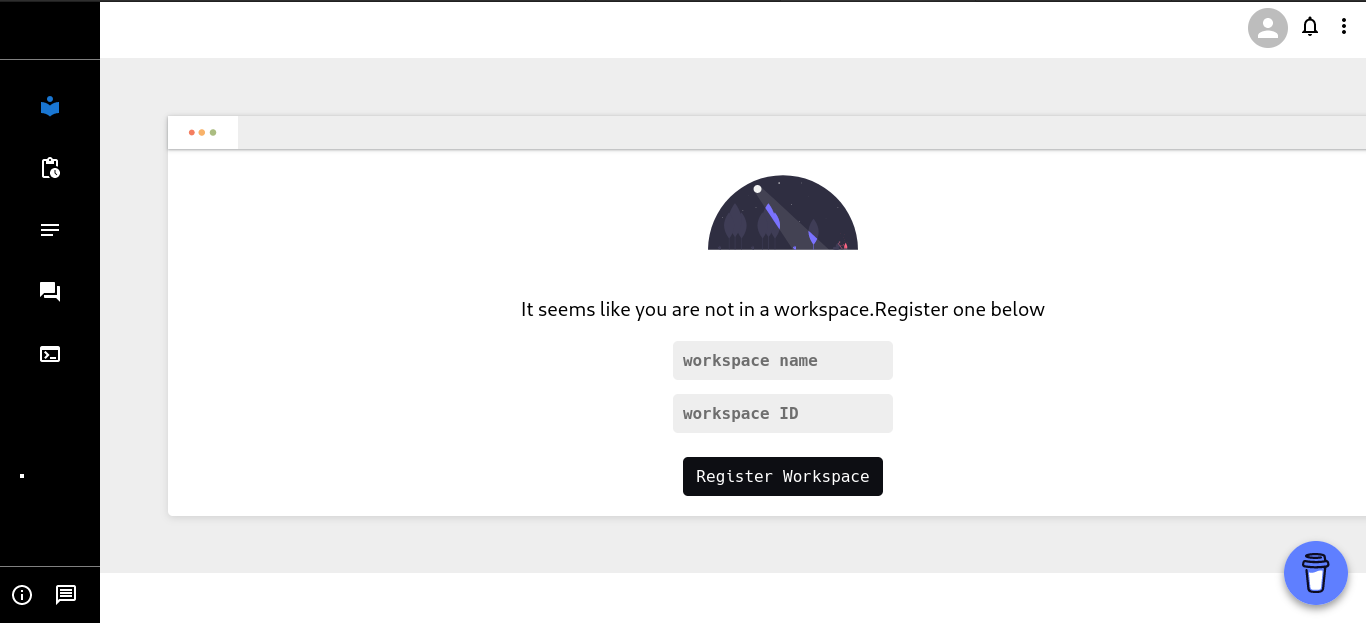 It seems like you are not in a workspace.Register one below
workspace name
workspace ID
Register Workspace